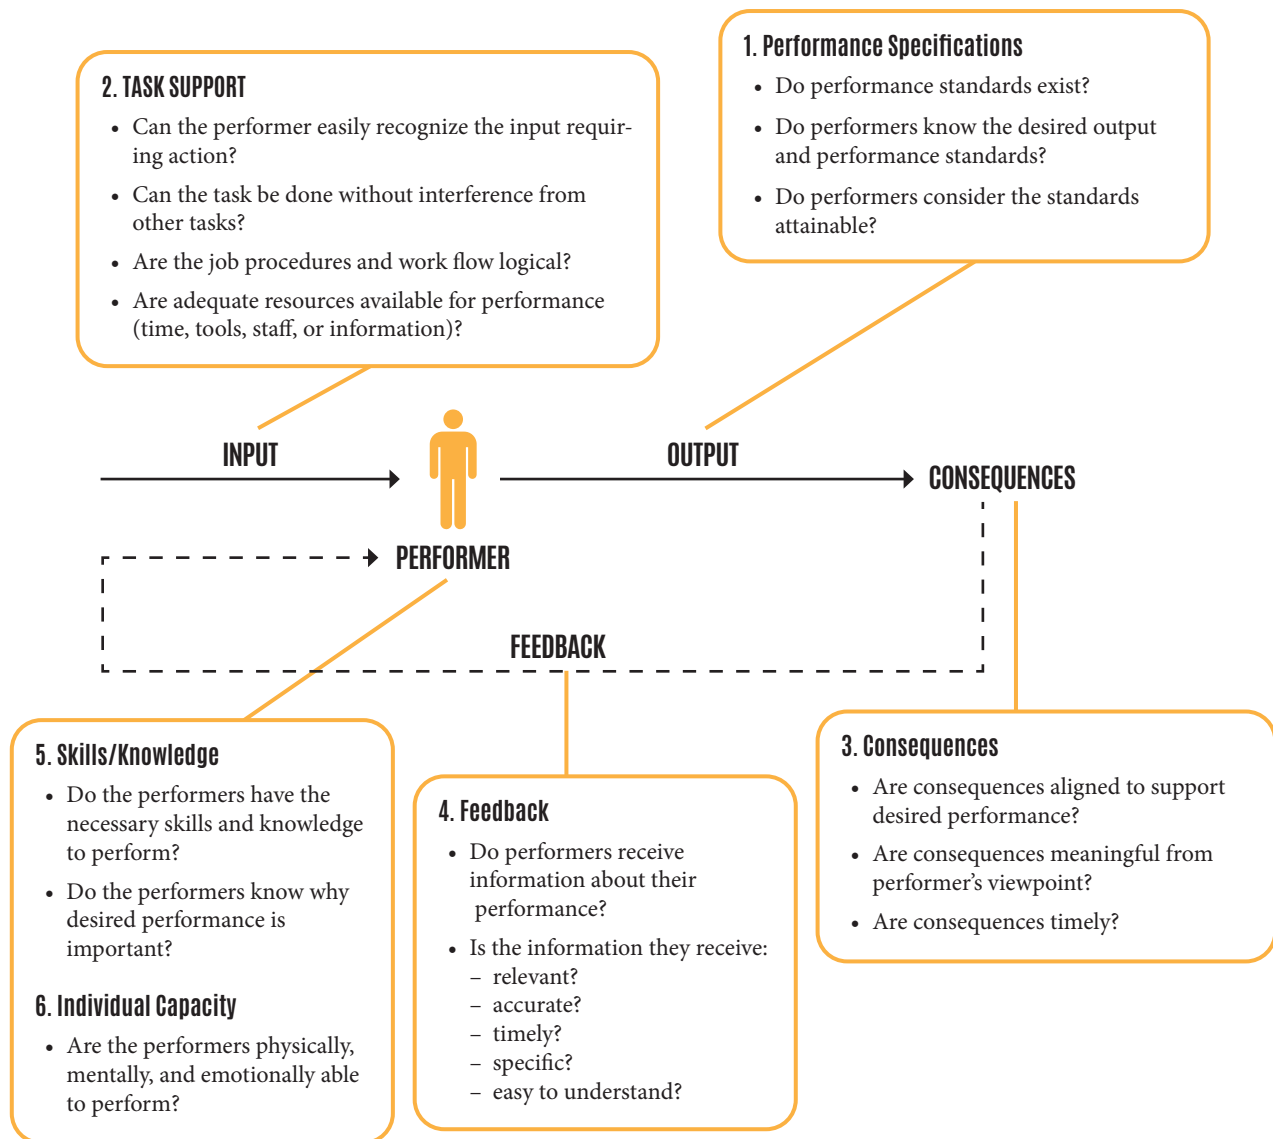 1. Performance Specifications
• Do performance standards exist?
• Do performers know the desired output
and performance standards?
• Do performers consider the standards
attainable?
2. TASK SUPPORT
• Can the performer easily recognize the input requir-
ing action?
• Can the task be done without interference from
other tasks?
• Are the job procedures and work flow logical?
• Are adequate resources available for performance
(time, tools, staff, or information)?
INPUT
OUTPUT
CONSEQUENCES
PERFORMER
FEEDBACK
5. Skills/Knowledge
• Do the performers have the
necessary skills and knowledge
to perform?
• Do the performers know why
desired performance is
important?
6. Individual Capacity
• Are the performers physically,
mentally, and emotionally able
to perform?
4. Feedback
• Do performers receive
information about their
performance?
• Is the information they receive:
– relevant?
– accurate?
– timely?
– specific?
– easy to understand?
3. Consequences
• Are consequences aligned to support
desired performance?
• Are consequences meaningful from
performer’s viewpoint?
• Are consequences timely?